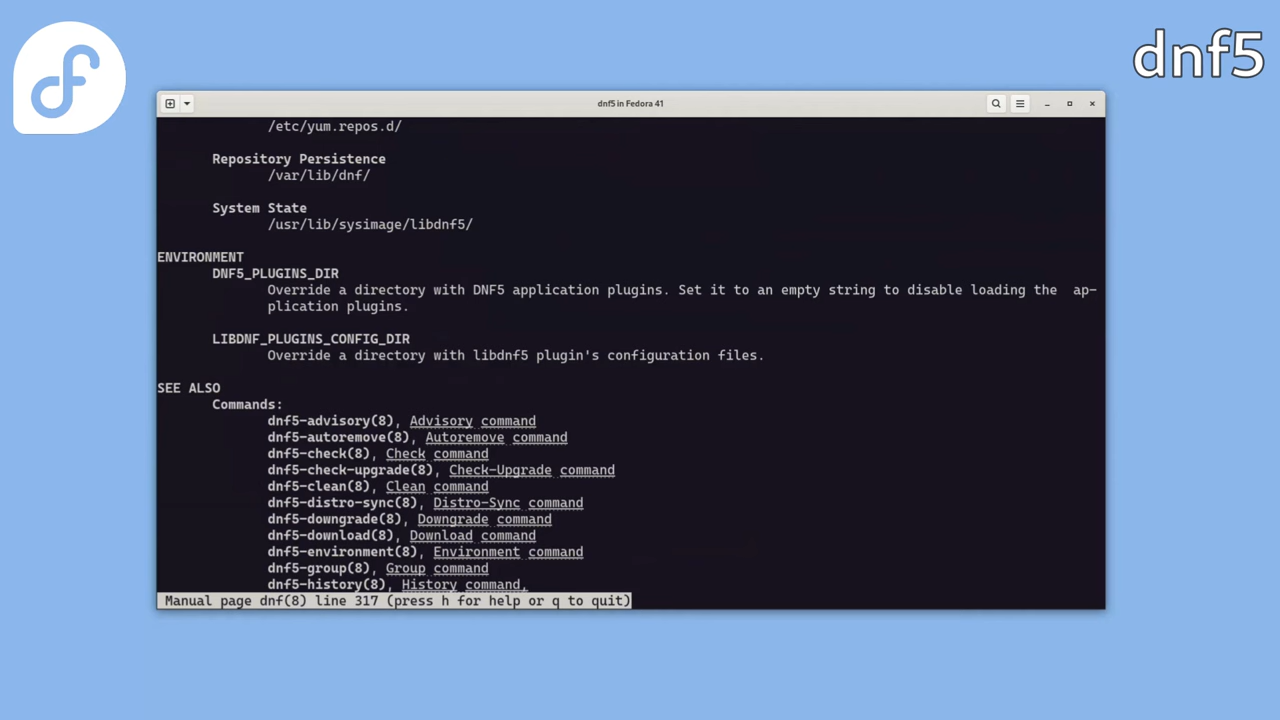 dnf5
dnf5 in Fedora 41
/etc/yum.repos.d/
Repository Persistence
/var/lib/dnf/
System State
/usr/lib/sysimage/libdnf5/
ENVIRONMENT
DNF5_PLUGINS_DIR
Override a directory with DNF5 application plugins. Set it to an empty string to disable loading the ap-
plication plugins.
LIBDNF_PLUGINS_CONFIG_DIR
Override a directory with libdnf5 plugin's configuration files.
SEE ALSO
Commands:
dnf5-advisory(8), Advisory command
dnf5-autoremove(8), Autoremove command
dnf5-check(8), Check command
dnf5-check-upgrade(8), Check-Upgrade command
dnf5-clean(8), Clean command
dnf5-distro-sync(8), Distro-Sync command
dnf5-downgrade(8), Downgrade command
dnf5-download(8), Download command
dnf5-environment(8), Environment command
dnf5-group(8), Group command
dnf5-history(8), History command,
Manual page dnf(8) line 317 (press h for help or q to quit)